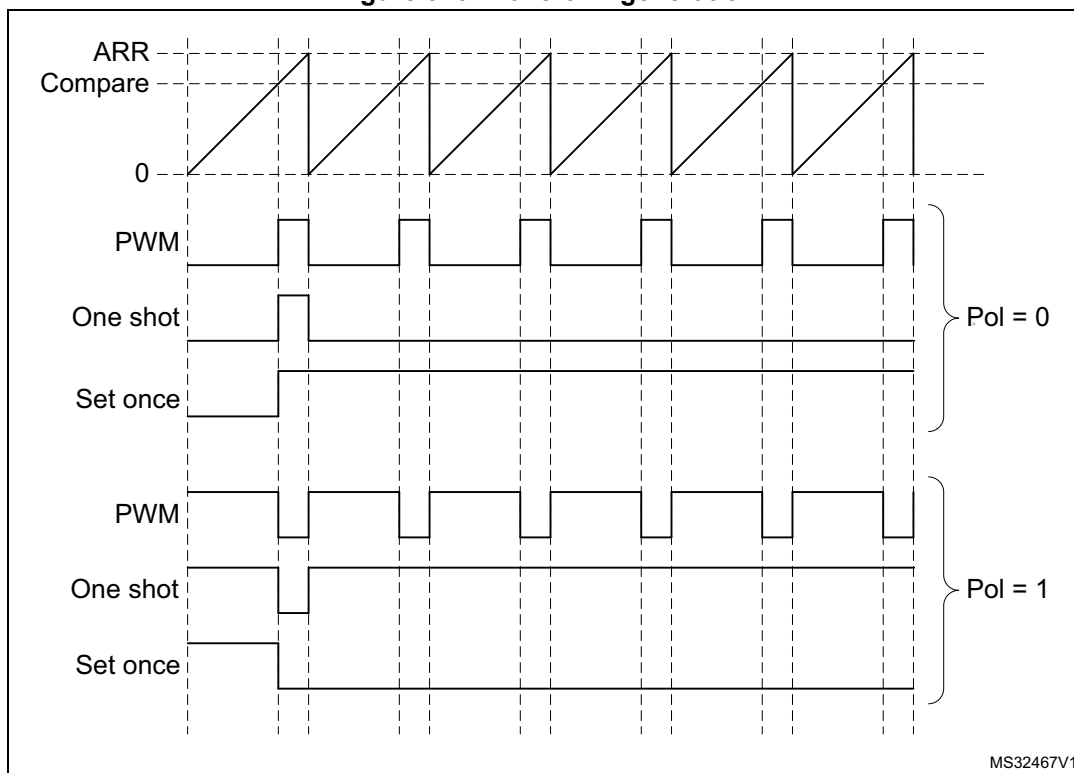 ARR
Compare
0
PWM
One shot
Pol = 0
Set once
PWM
One shot
Pol = 1
Set once
MS32467V1